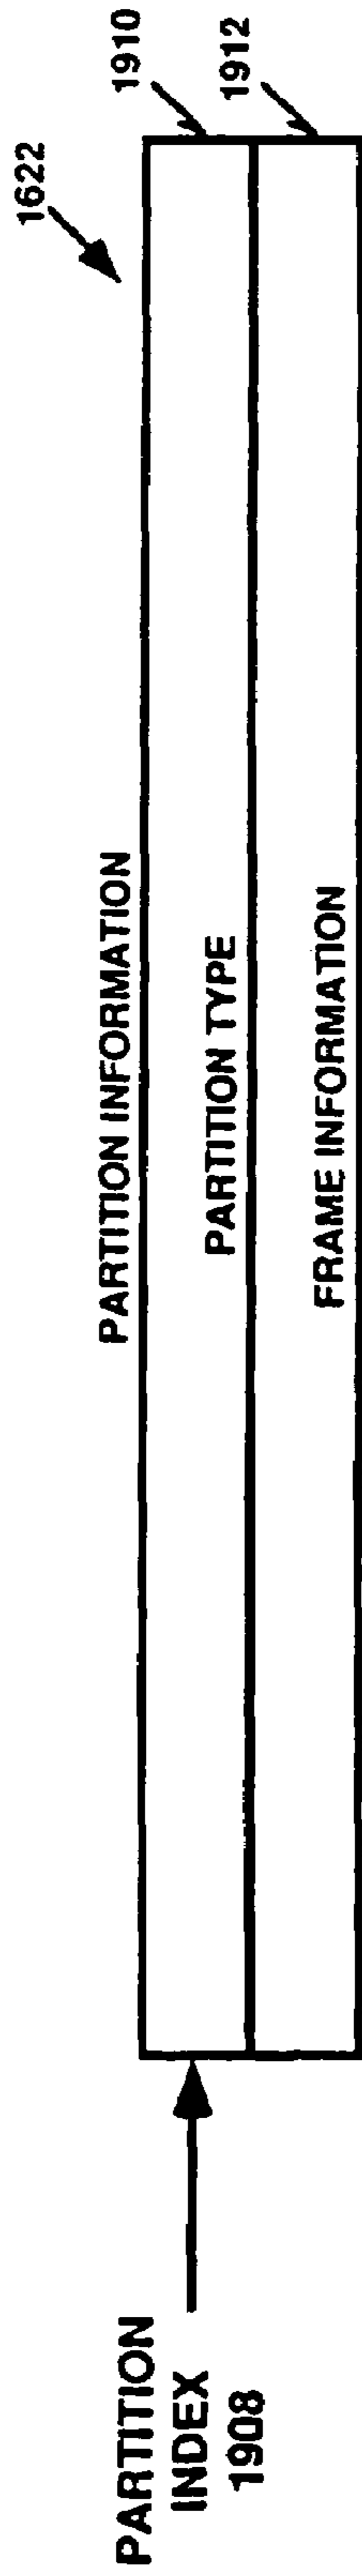 1622
PARTITION INFORMATION
1910
PARTITION TYPE
1912
FRAME INFORMATION
PARTITION
INDEX
1908